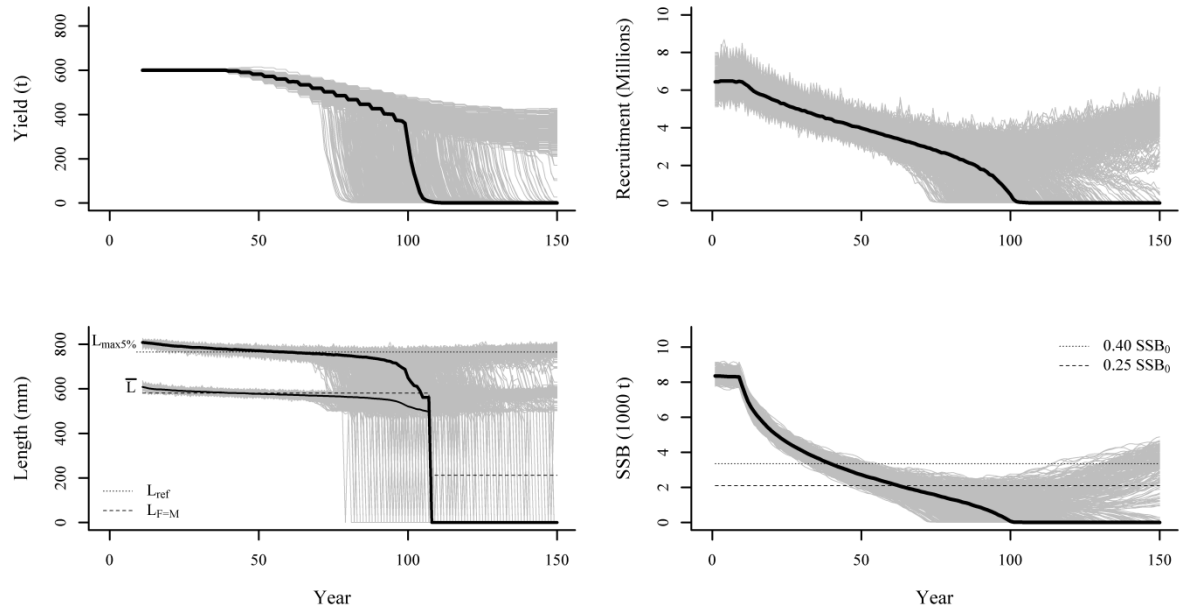 Yield (t)
800
600
400
200
0
0 50 100 150
Recruitment (Millions)
10
8
6
4
2
0
0 50 100 150
Length (mm)
800
600
400
200
0
Lmax5%
L̅
Lref
LF=M
0 50 100 150
Year
SSB (1000 t)
10
8
6
4
2
0
0.40 SSB0
0.25 SSB0
0 50 100 150
Year